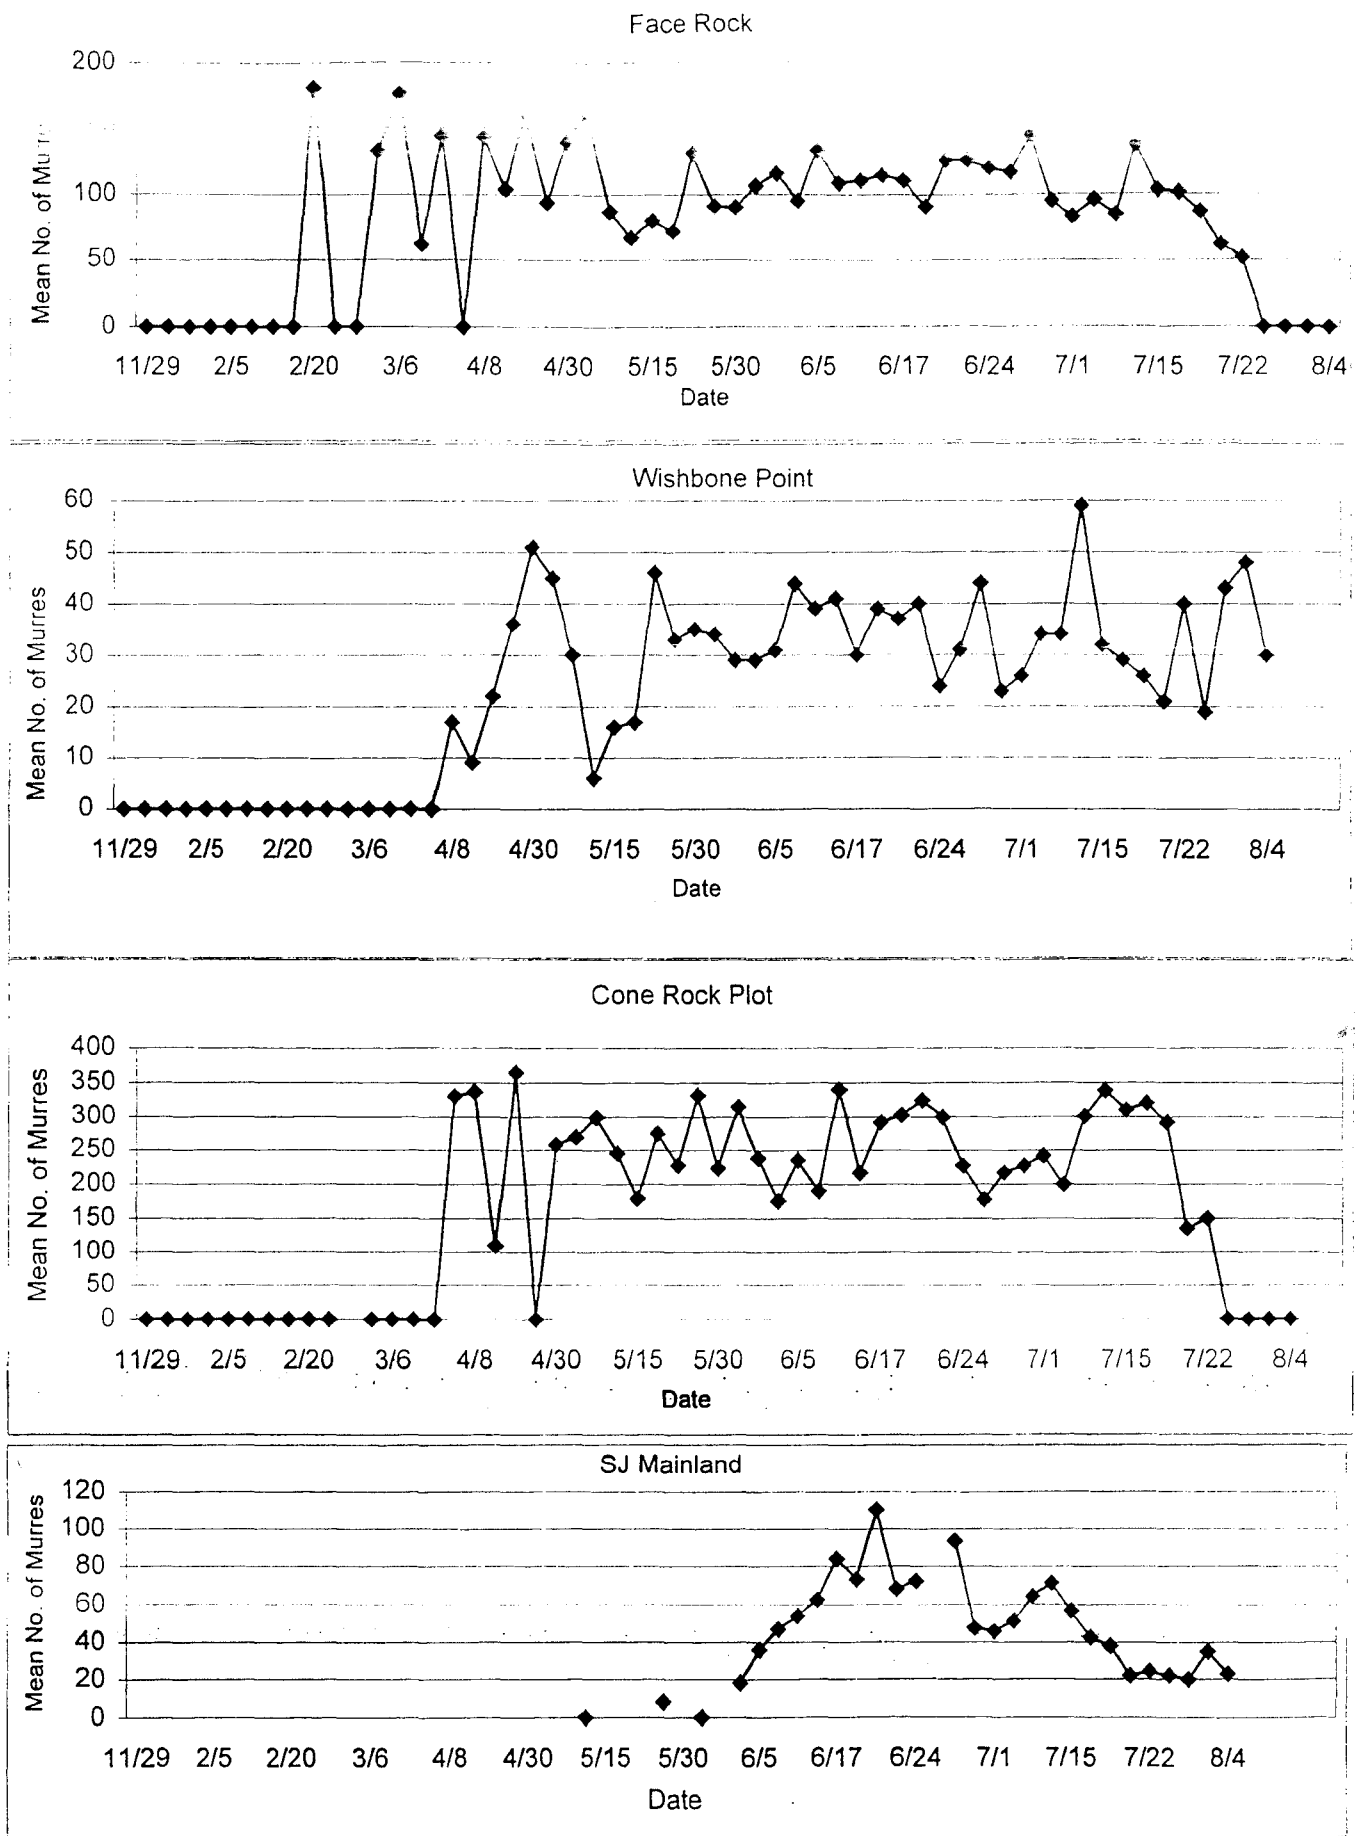 Face Rock
200
100
50
0
Mean No. of
11/29 2/5 2/20 3/6 4/8 4/30 5/15 5/30 6/5 6/17 6/24 7/1 7/15 7/22 8/4
Date
Wishbone Point
60
50
40
30
20
10
0
Mean No. of Murres
11/29 2/5 2/20 3/6 4/8 4/30 5/15 5/30 6/5 6/17 6/24 7/1 7/15 7/22 8/4
Date
Cone Rock Plot
400
350
300
250
200
150
100
50
0
Mean No. of Murres
11/29 2/5 2/20 3/6 4/8 4/30 5/15 5/30 6/5 6/17 6/24 7/1 7/15 7/22 8/4
Date
SJ Mainland
120
100
80
60
40
20
0
Mean No. of Murres
11/29 2/5 2/20 3/6 4/8 4/30 5/15 5/30 6/5 6/17 6/24 7/1 7/15 7/22 8/4
Date